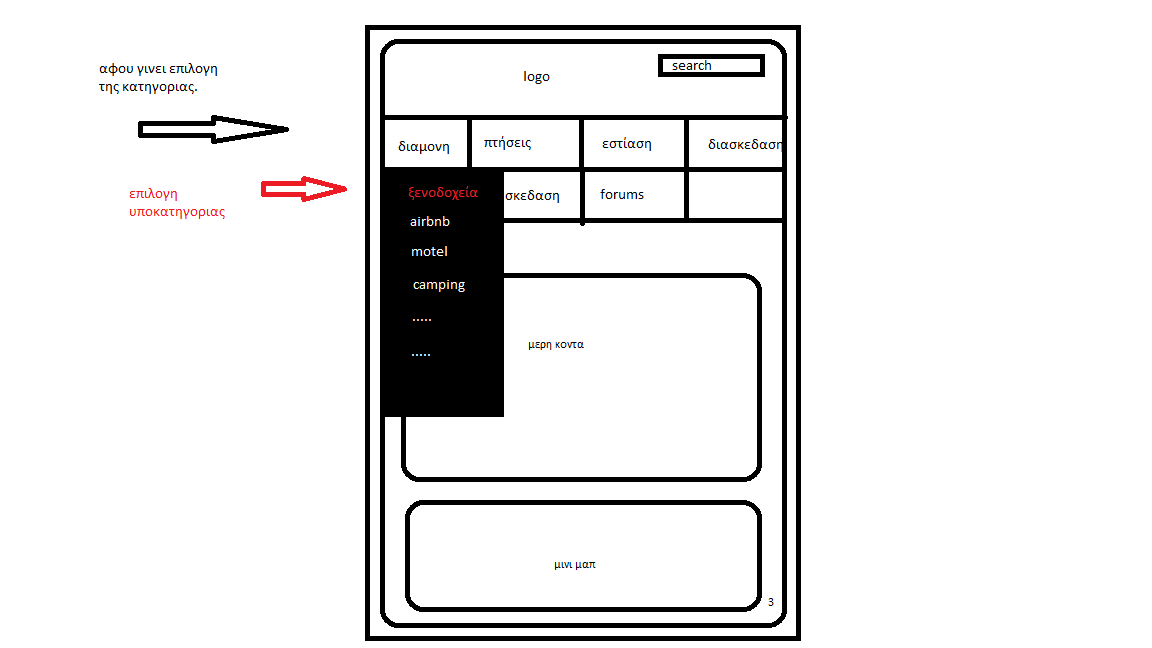 αφου γινει επιλογη
της κατηγοριας.
επιλογη
υποκατηγοριας
logo
search
διαμονη
πτήσεις
εστίαση
διασκεδαση
ξενοδοχεία
σκεδαση
forums
airbnb
motel
camping
.....
.....
μερη κοντα
μινι μαπ
3